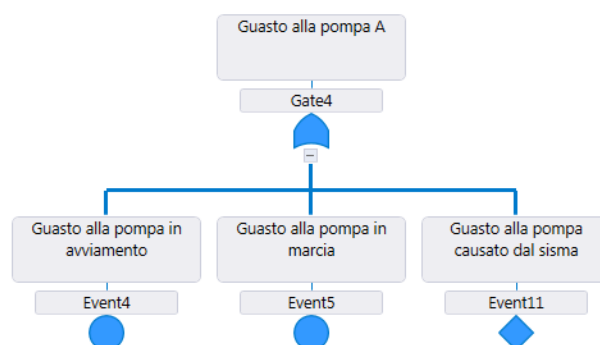 Guasto alla pompa A
Gate4
Guasto alla pompa in
avviamento
Event4
Guasto alla pompa in
marcia
Event5
Guasto alla pompa
causato dal sisma
Event11